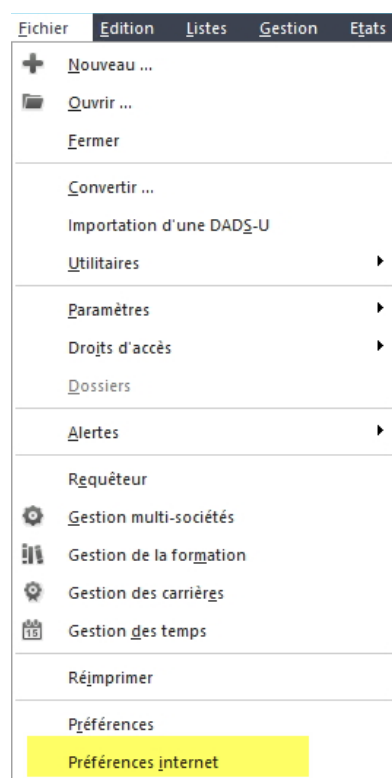 Fichier Edition Listes Gestion Etats
Nouveau ...
Ouvrir ...
Fermer
Convertir ...
Importation d'une DADS-U
Utilitaires
Paramètres
Droits d'accès
Dossiers
Alertes
Requêteur
Gestion multi-sociétés
Gestion de la formation
Gestion des carrières
15 Gestion des temps
Réimprimer
Préférences
Préférences internet